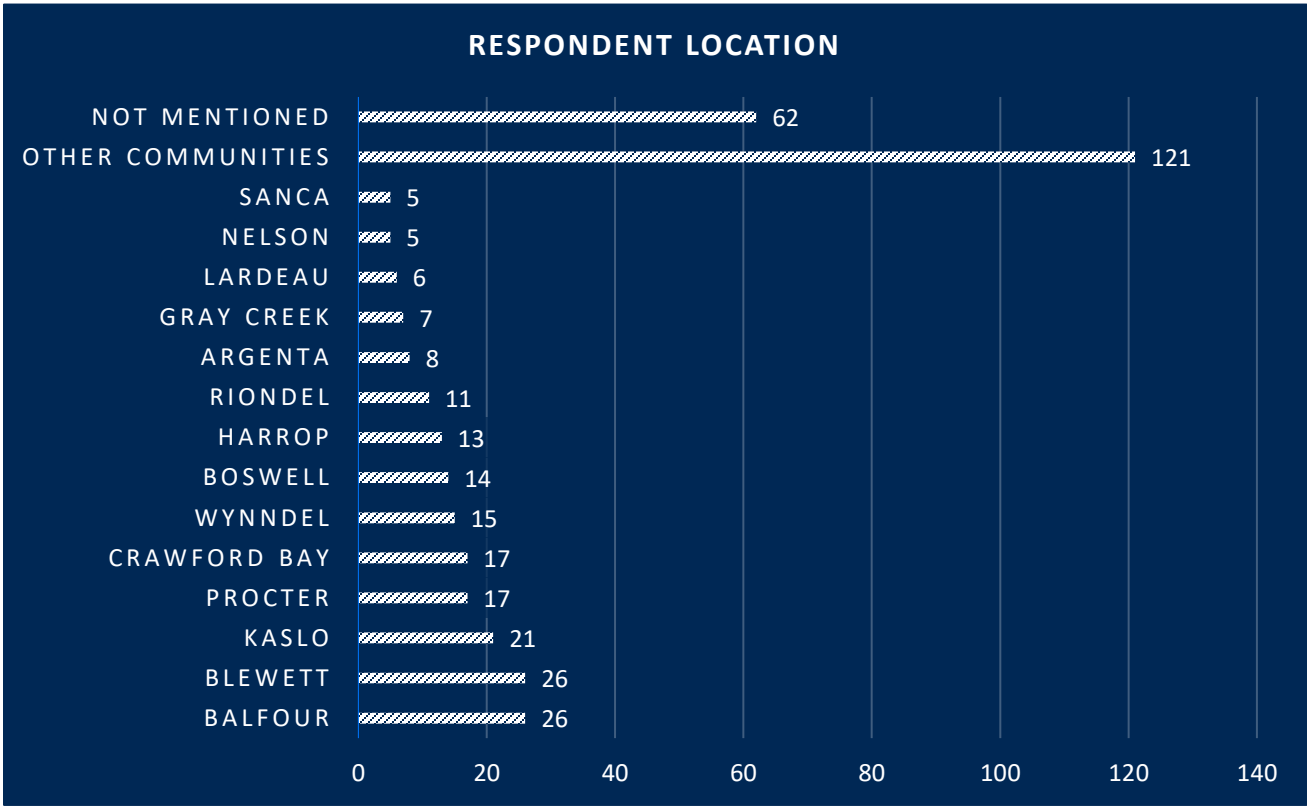 RESPONDENT LOCATION
NOT MENTIONED 62
OTHER COMMUNITIES 121
SANCA 5
NELSON 5
LARDEAU 6
GRAY CREEK 7
ARGENTA 8
RIONDEL 11
HARROP 13
BOSWELL 14
WYNNDEL 15
CRAWFORD BAY 17
PROCTER 17
KASLO 21
BLEWETT 26
BALFOUR 26
0 20 40 60 80 100 120 140